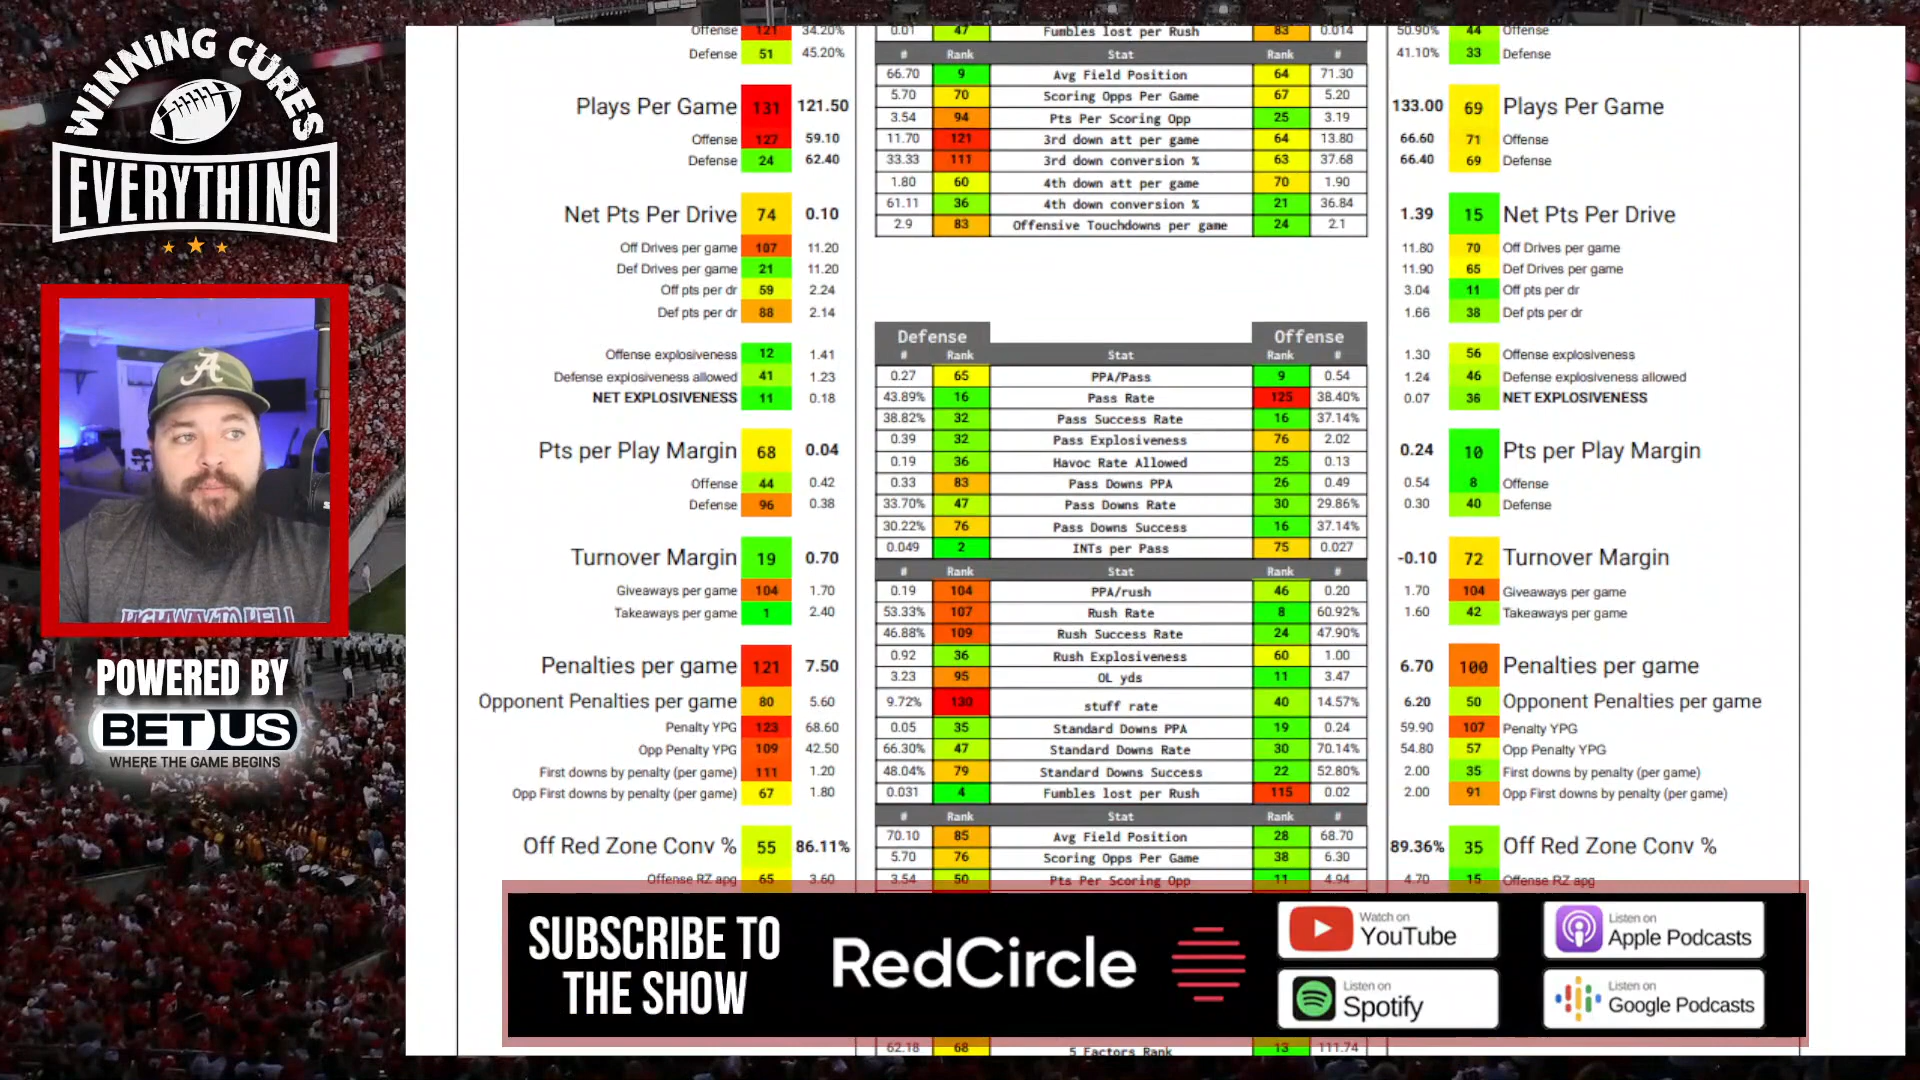 WINNING CURES
EVERYTHING
POWERED BY
BETUS
WHERE THE GAME BEGINS
Offense 121 34.20%
Defense 51 45.20%
Plays Per Game 131 121.50
Offense 127 59.10
Defense 24 62.40
Net Pts Per Drive 74 0.10
Off Drives per game 107 11.20
Def Drives per game 21 11.20
Off pts per dr 59 2.24
Def pts per dr 88 2.14
Offense explosiveness 12 1.41
Defense explosiveness allowed 41 1.23
NET EXPLOSIVENESS 11 0.18
Pts per Play Margin 68 0.04
Offense 44 0.42
Defense 96 0.38
Turnover Margin 19 0.70
Giveaways per game 104 1.70
Takeaways per game 1 2.40
Penalties per game 121 7.50
Opponent Penalties per game 80 5.60
Penalty YPG 123 68.60
Opp Penalty YPG 109 42.50
First downs by penalty (per game) 111 1.20
Opp First downs by penalty (per game) 67 1.80
Off Red Zone Conv % 55 86.11%
Offense RZ apg 65 3.60
0.01 47 Fumbles lost per Rush 83 0.014
# Rank Stat Rank #
66.70 9 Avg Field Position 64 71.30
5.70 70 Scoring Opps Per Game 67 5.20
3.54 94 Pts Per Scoring Opp 25 3.19
11.70 121 3rd down att per game 64 13.80
33.33 111 3rd down conversion % 63 37.68
1.80 60 4th down att per game 70 1.90
61.11 36 4th down conversion % 21 36.84
2.9 83 Offensive Touchdowns per game 24 2.1
Defense Offense
# Rank Stat Rank #
0.27 65 PPA/Pass 9 0.54
43.89% 16 Pass Rate 125 38.40%
38.82% 32 Pass Success Rate 16 37.14%
0.39 32 Pass Explosiveness 76 2.02
0.19 36 Havoc Rate Allowed 25 0.13
0.33 83 Pass Downs PPA 26 0.49
33.70% 47 Pass Downs Rate 30 29.86%
30.22% 76 Pass Downs Success 16 37.14%
0.049 2 INTs per Pass 75 0.027
# Rank Stat Rank #
0.19 104 PPA/rush 46 0.20
53.33% 107 Rush Rate 8 60.92%
46.88% 109 Rush Success Rate 24 47.90%
0.92 36 Rush Explosiveness 60 1.00
3.23 95 OL yds 11 3.47
9.72% 130 stuff rate 40 14.57%
0.05 35 Standard Downs PPA 19 0.24
66.30% 47 Standard Downs Rate 30 70.14%
48.04% 79 Standard Downs Success 22 52.80%
0.031 4 Fumbles lost per Rush 115 0.02
# Rank Stat Rank #
70.10 85 Avg Field Position 28 68.70
5.70 76 Scoring Opps Per Game 38 6.30
3.54 50 Pts Per Scoring Opp 11 4.94
62.18 68 5 Factors Rank 13 111.74
50.90% 44 Offense
41.10% 33 Defense
133.00 69 Plays Per Game
66.60 71 Offense
66.40 69 Defense
1.39 15 Net Pts Per Drive
11.80 70 Off Drives per game
11.90 65 Def Drives per game
3.04 11 Off pts per dr
1.66 38 Def pts per dr
1.30 56 Offense explosiveness
1.24 46 Defense explosiveness allowed
0.07 36 NET EXPLOSIVENESS
0.24 10 Pts per Play Margin
0.54 8 Offense
0.30 40 Defense
-0.10 72 Turnover Margin
1.70 104 Giveaways per game
1.60 42 Takeaways per game
6.70 100 Penalties per game
6.20 50 Opponent Penalties per game
59.90 107 Penalty YPG
54.80 57 Opp Penalty YPG
2.00 35 First downs by penalty (per game)
2.00 91 Opp First downs by penalty (per game)
89.36% 35 Off Red Zone Conv %
4.70 15 Offense RZ apg
SUBSCRIBE TO
THE SHOW
RedCircle
Watch on
YouTube
Listen on
Apple Podcasts
Listen on
Spotify
Listen on
Google Podcasts